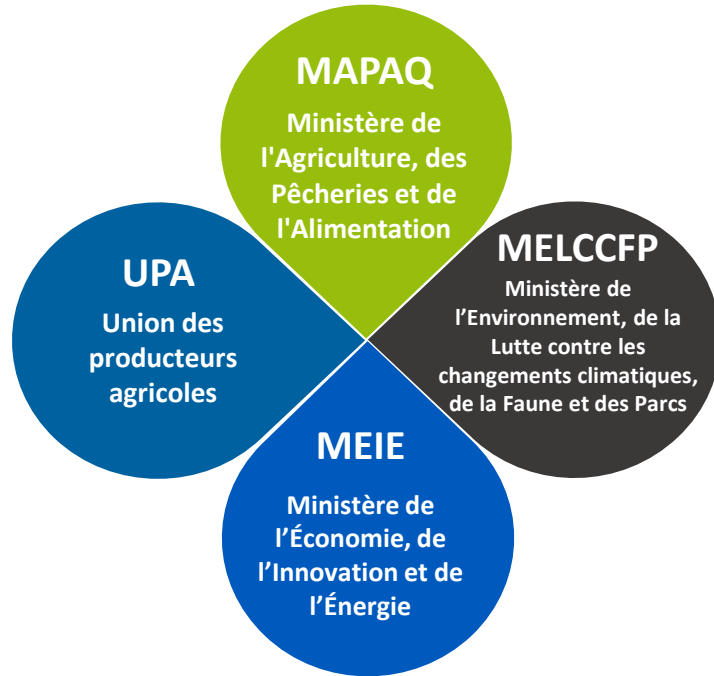 MAPAQ
Ministère de
l'Agriculture, des
Pêcheries et de
l'Alimentation
UPA
Union des
producteurs
agricoles
MELCCFP
Ministère de
l’Environnement, de la
Lutte contre les
changements climatiques,
de la Faune et des Parcs
MEIE
Ministère de
l’Économie, de
l’Innovation et de
l’Énergie